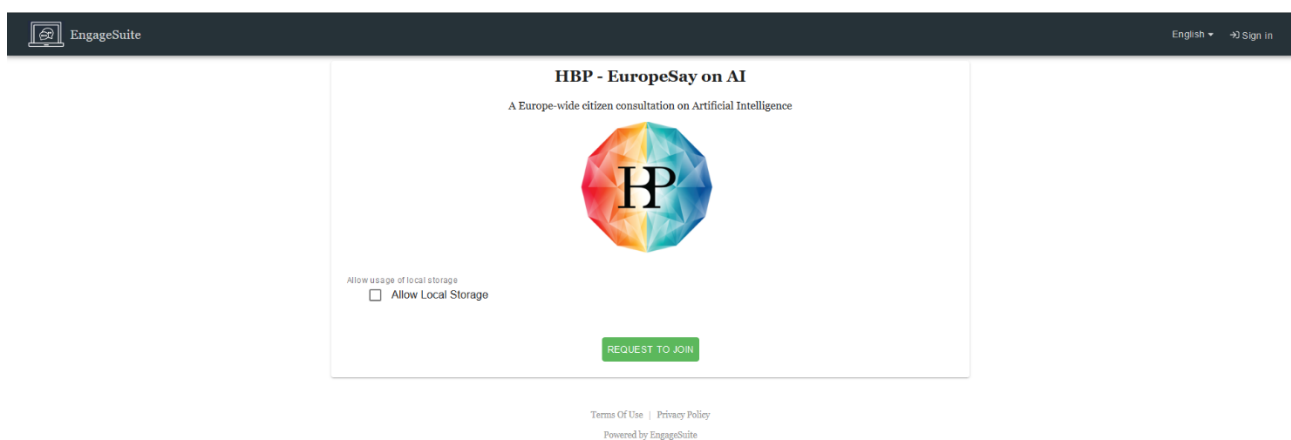 EngageSuite
English
Sign in
HBP - EuropeSay on AI
A Europe-wide citizen consultation on Artificial Intelligence
HBP
Allow usage of local storage
Allow Local Storage
REQUEST TO JOIN
Terms Of Use | Privacy Policy
Powered by EngageSuite